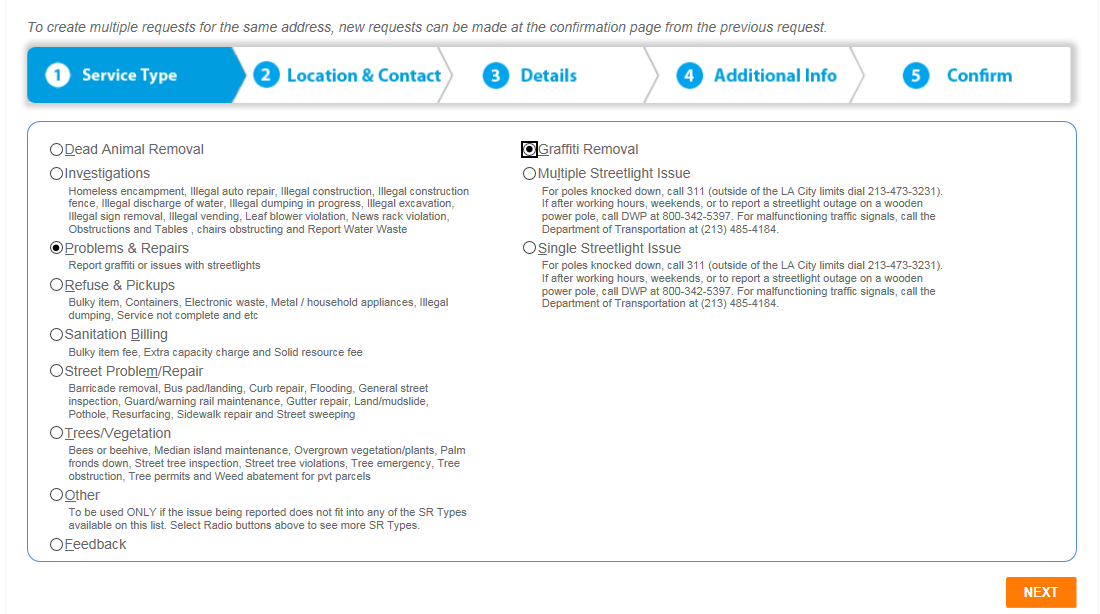 To create multiple requests for the same address, new requests can be made at the confirmation page from the previous request.
1 Service Type
2 Location & Contact
3 Details
4 Additional Info
5 Confirm
Dead Animal Removal
Investigations
Homeless encampment, Illegal auto repair, Illegal construction, Illegal construction
fence, Illegal discharge of water, Illegal dumping in progress, Illegal excavation,
Illegal sign removal, Illegal vending, Leaf blower violation, News rack violation,
Obstructions and Tables , chairs obstructing and Report Water Waste
Problems & Repairs
Report graffiti or issues with streetlights
Refuse & Pickups
Bulky item, Containers, Electronic waste, Metal / household appliances, Illegal
dumping, Service not complete and etc
Sanitation Billing
Bulky item fee, Extra capacity charge and Solid resource fee
Street Problem/Repair
Barricade removal, Bus pad/landing, Curb repair, Flooding, General street
inspection, Guard/warning rail maintenance, Gutter repair, Land/mudslide,
Pothole, Resurfacing, Sidewalk repair and Street sweeping
Trees/Vegetation
Bees or beehive, Median island maintenance, Overgrown vegetation/plants, Palm
fronds down, Street tree inspection, Street tree violations, Tree emergency, Tree
obstruction, Tree permits and Weed abatement for pvt parcels
Other
To be used ONLY if the issue being reported does not fit into any of the SR Types
available on this list. Select Radio buttons above to see more SR Types.
Feedback
Graffiti Removal
Multiple Streetlight Issue
For poles knocked down, call 311 (outside of the LA City limits dial 213-473-3231).
If after working hours, weekends, or to report a streetlight outage on a wooden
power pole, call DWP at 800-342-5397. For malfunctioning traffic signals, call the
Department of Transportation at (213) 485-4184.
Single Streetlight Issue
For poles knocked down, call 311 (outside of the LA City limits dial 213-473-3231).
If after working hours, weekends, or to report a streetlight outage on a wooden
power pole, call DWP at 800-342-5397. For malfunctioning traffic signals, call the
Department of Transportation at (213) 485-4184.
NEXT